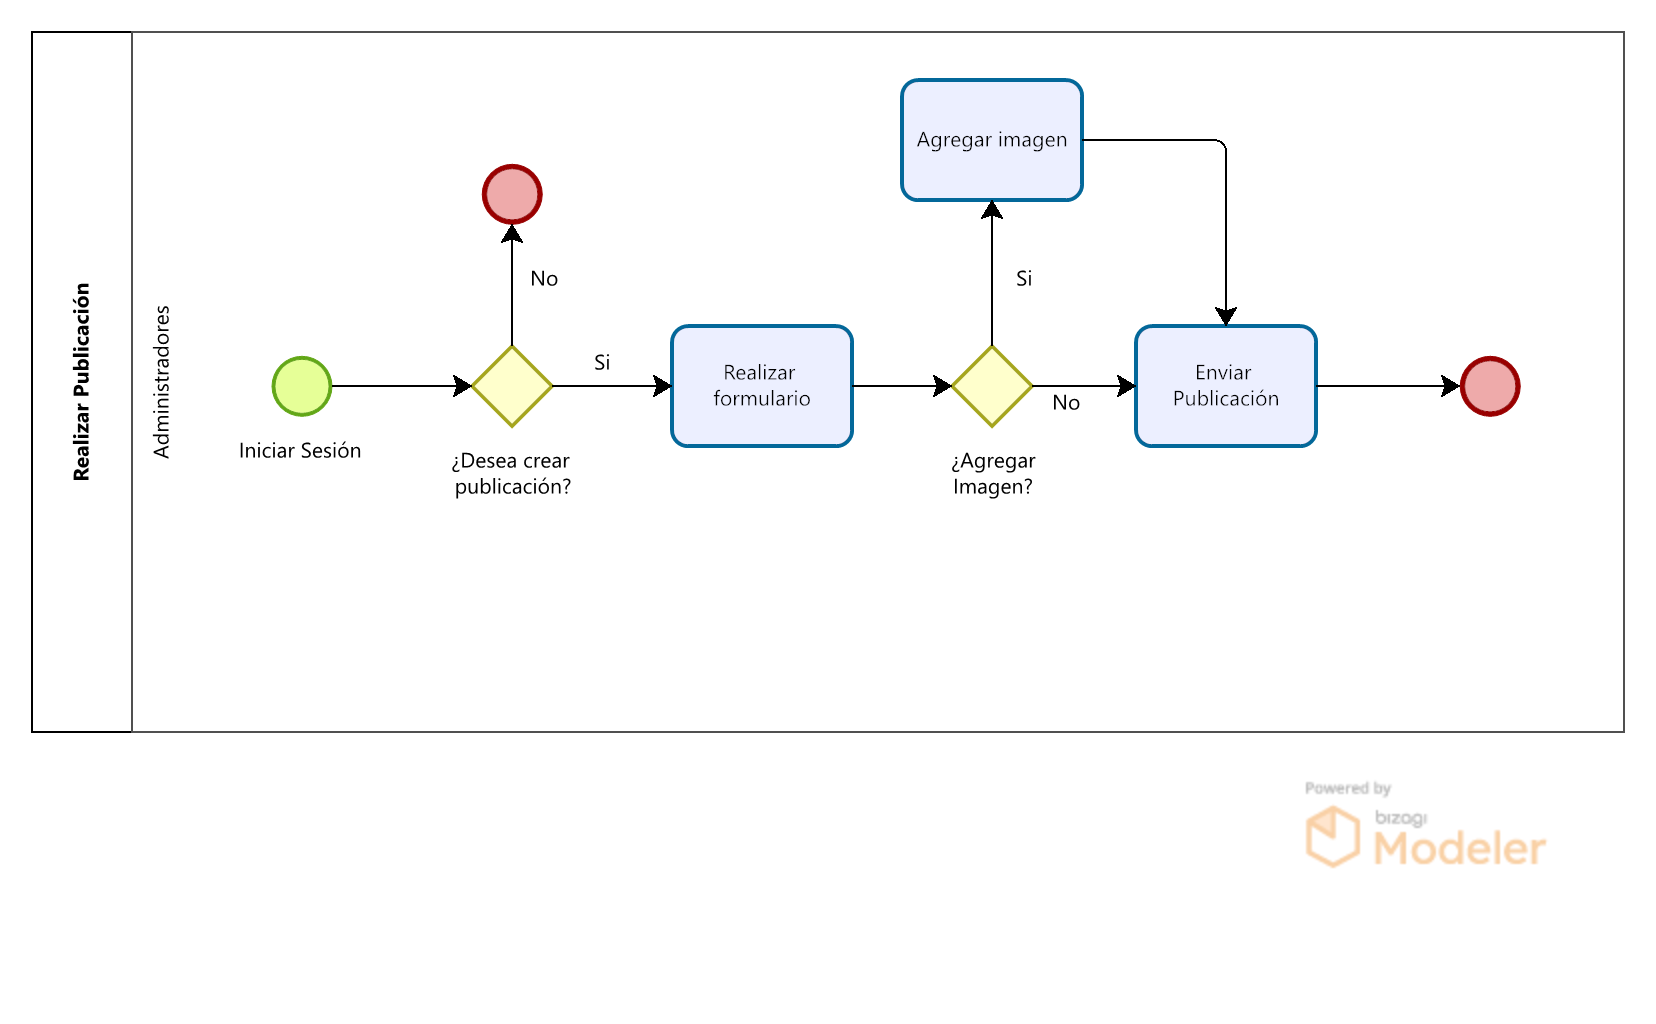 Realizar Publicación
Administradores
Iniciar Sesión
No
¿Desea crear
publicación?
Si
Realizar
formulario
Agregar imagen
Si
¿Agregar
Imagen?
No
Enviar
Publicación
Powered by
bizagi
Modeler